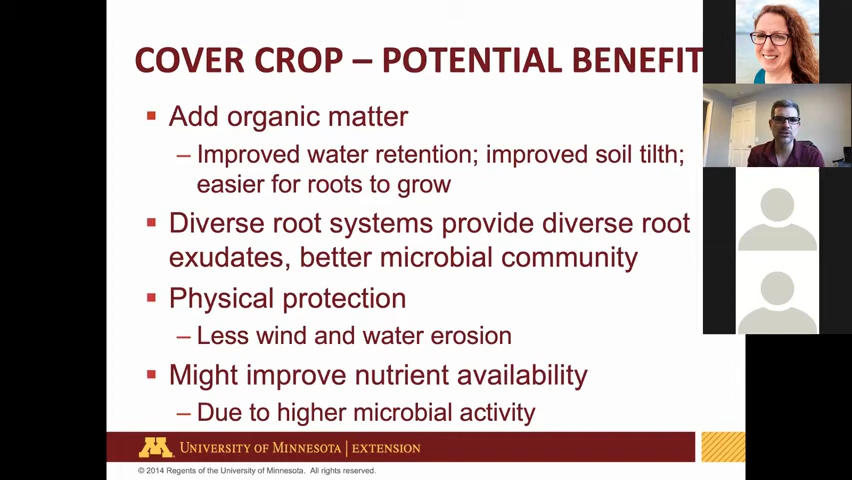 COVER CROP – POTENTIAL BENEFIT
▪ Add organic matter
– Improved water retention; improved soil tilth;
easier for roots to grow
▪ Diverse root systems provide diverse root
exudates, better microbial community
▪ Physical protection
– Less wind and water erosion
▪ Might improve nutrient availability
– Due to higher microbial activity
M UNIVERSITY OF MINNESOTA | EXTENSION
© 2014 Regents of the University of Minnesota. All rights reserved.